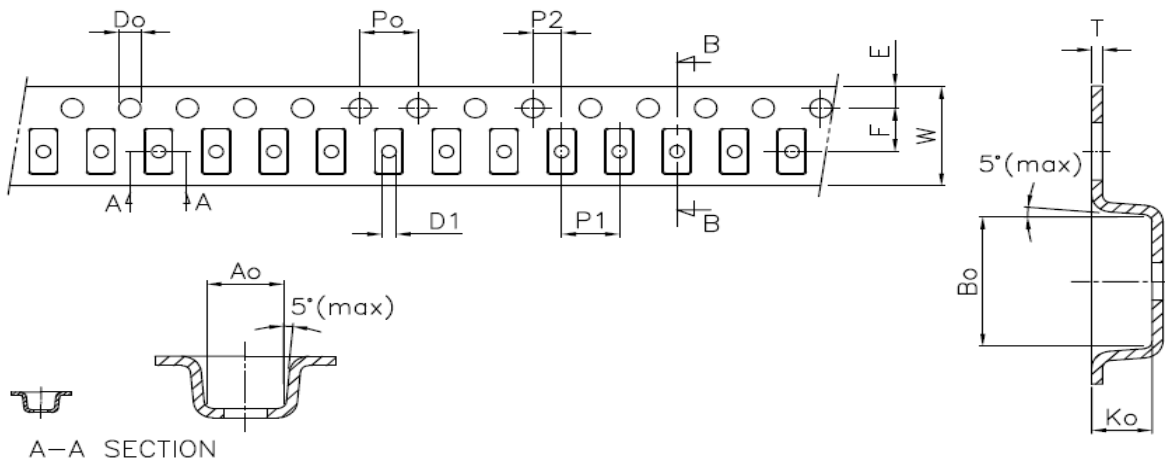 Do
Po
P2
B
E
T
F
W
A
A
D1
P1
B
5°(max)
Bo
Ao
5°(max)
Ko
A-A SECTION